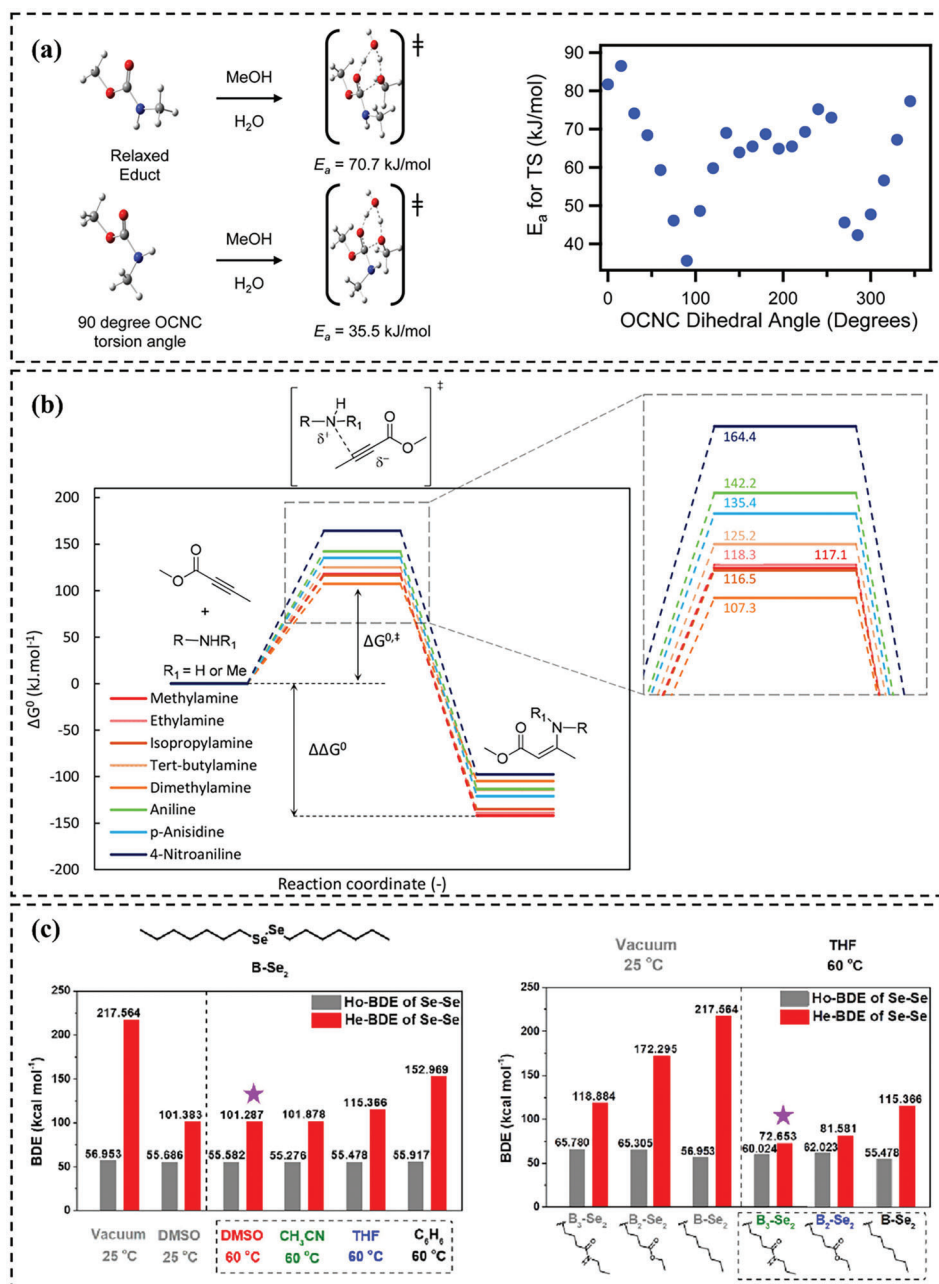 (a)
MeOH
H2O
Relaxed
Educt
‡
Ea = 70.7 kJ/mol
MeOH
H2O
90 degree OCNC
torsion angle
‡
Ea = 35.5 kJ/mol
Ea for TS (kJ/mol)
90
80
70
60
50
40
0
100
200
300
OCNC Dihedral Angle (Degrees)
(b)
‡
H
R
N
R1
δ+
O
O
δ−
ΔG0 (kJ.mol-1)
200
150
100
50
0
-50
-100
-150
-200
O
O
+
R—NHR1
R1 = H or Me
Methylamine
Ethylamine
Isopropylamine
Tert-butylamine
Dimethylamine
Aniline
p-Anisidine
4-Nitroaniline
ΔG0,‡
ΔΔG0
R1
N
R
O
O
Reaction coordinate (-)
164.4
142.2
135.4
125.2
118.3
117.1
116.5
107.3
(c)
Se
Se
B-Se2
BDE (kcal mol-1)
250
200
150
100
50
0
Ho-BDE of Se-Se
He-BDE of Se-Se
217.564
56.953
101.383
55.686
101.287
55.582
101.878
55.276
115.366
55.478
152.969
55.917
Vacuum
25 °C
DMSO
25 °C
DMSO
60 °C
CH3CN
60 °C
THF
60 °C
C6H6
60 °C
Vacuum
25 °C
THF
60 °C
BDE (kcal mol-1)
250
200
150
100
50
0
Ho-BDE of Se-Se
He-BDE of Se-Se
118.884
65.780
172.295
65.305
217.564
56.953
72.653
60.024
81.581
62.023
115.366
55.478
B3-Se2
B2-Se2
B-Se2
B3-Se2
B2-Se2
B-Se2